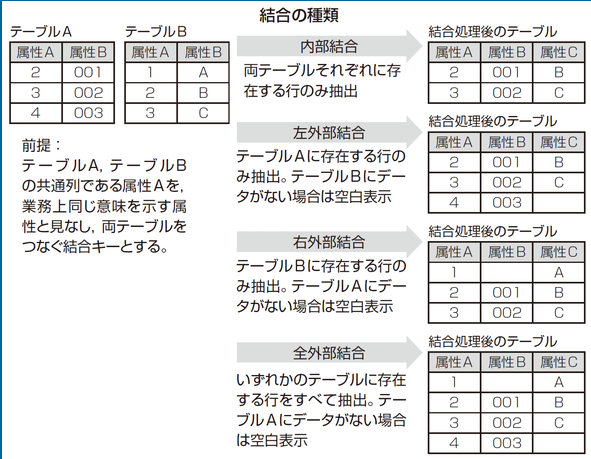 結合の種類
テーブルA
属性A 属性B
2 001
3 002
4 003
テーブルB
属性A 属性B
1 A
2 B
3 C
前提：
テーブルA，テーブルB
の共通列である属性Aを，
業務上同じ意味を示す属
性と見なし，両テーブルを
つなぐ結合キーとする。
内部結合
両テーブルそれぞれに存
在する行のみ抽出
結合処理後のテーブル
属性A 属性B 属性C
2 001 B
3 002 C
左外部結合
テーブルAに存在する行の
み抽出。テーブルBにデー
タがない場合は空白表示
結合処理後のテーブル
属性A 属性B 属性C
2 001 B
3 002 C
4 003
右外部結合
テーブルBに存在する行の
み抽出。テーブルAにデー
タがない場合は空白表示
結合処理後のテーブル
属性A 属性B 属性C
1 A
2 001 B
3 002 C
全外部結合
いずれかのテーブルに存在
する行をすべて抽出。テー
ブルAにデータがない場合
は空白表示
結合処理後のテーブル
属性A 属性B 属性C
1 A
2 001 B
3 002 C
4 003